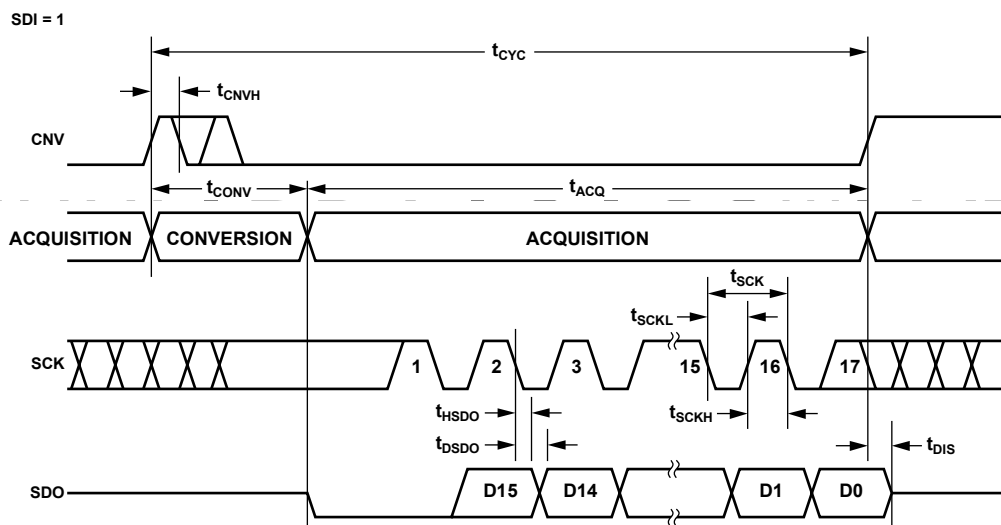 SDI = 1
tCYC
tCNVH
CNV
tCONV tACQ
ACQUISITION CONVERSION ACQUISITION
tSCK
tSCKL
SCK 1 2 3 15 16 17
tHSDO tSCKH
tDSDO tDIS
SDO D15 D14 D1 D0